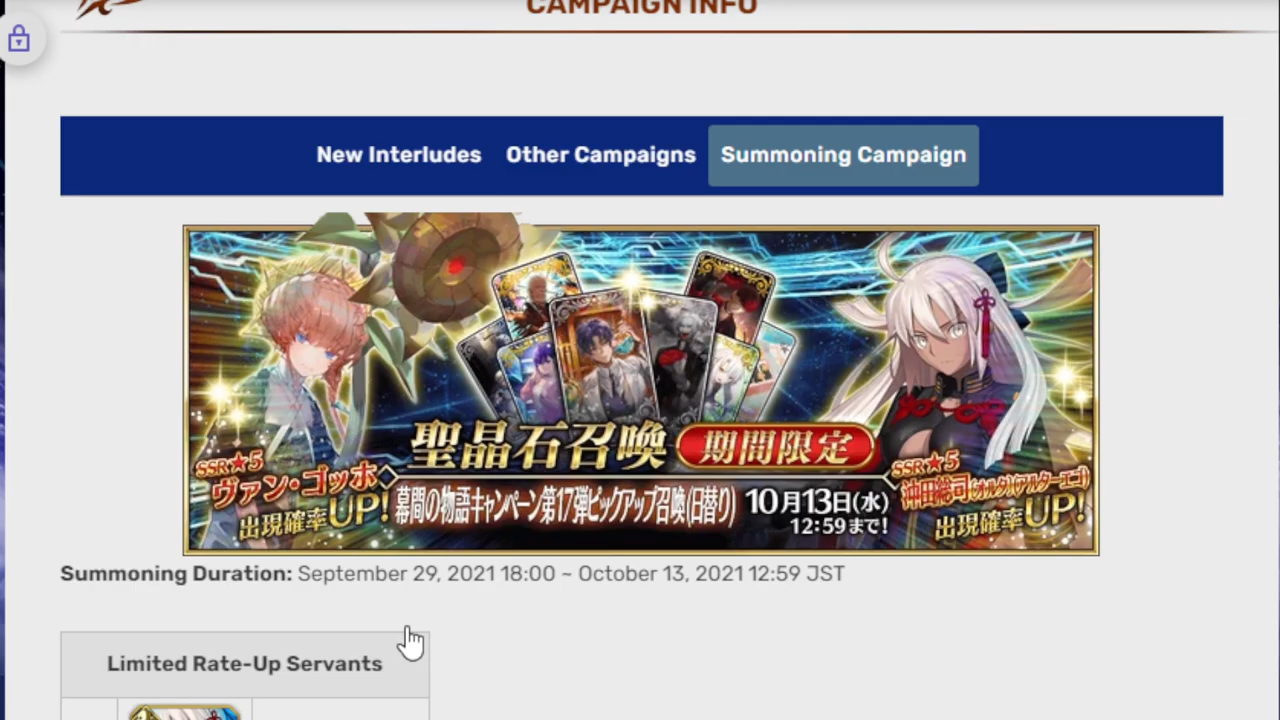 CAMPAIGN INFO
New Interludes Other Campaigns Summoning Campaign
聖晶石召喚 期間限定
SSR★5
ヴァン・ゴッホ
出現確率UP!
幕間の物語キャンペーン第17弾ピックアップ召喚(日替り)
10月13日(水)
12:59まで!
SSR★5
沖田総司(オルタ)(アルターエゴ)
出現確率UP!
Summoning Duration: September 29, 2021 18:00 ~ October 13, 2021 12:59 JST
Limited Rate-Up Servants